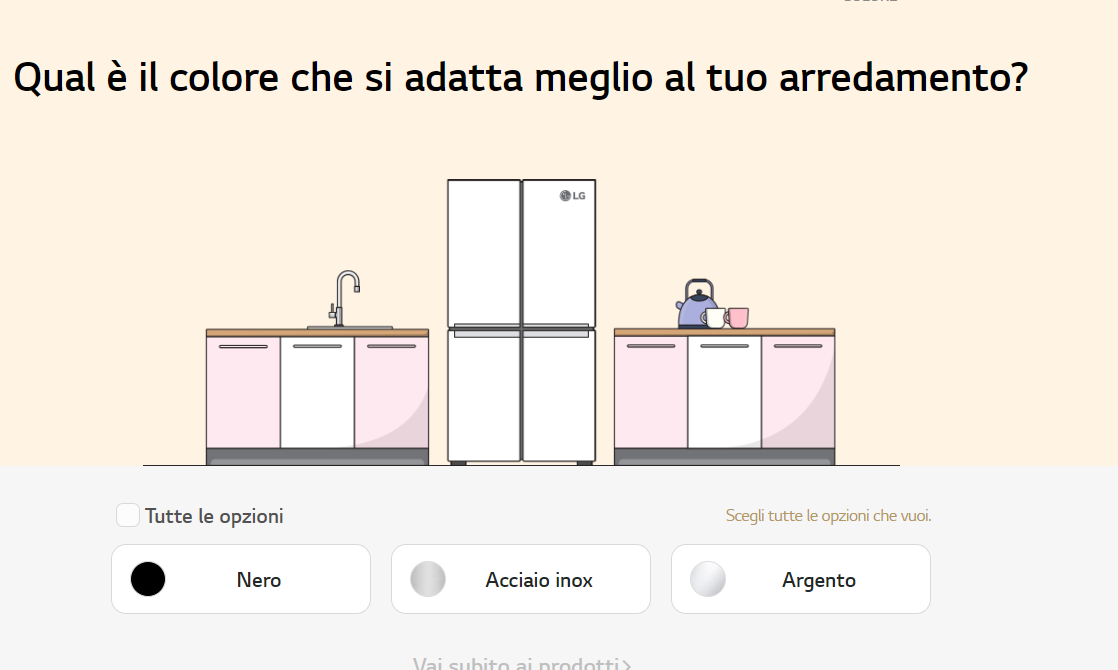 Qual è il colore che si adatta meglio al tuo arredamento?
LG
Tutte le opzioni
Scegli tutte le opzioni che vuoi.
Nero
Acciaio inox
Argento
Vai subito ai prodotti>